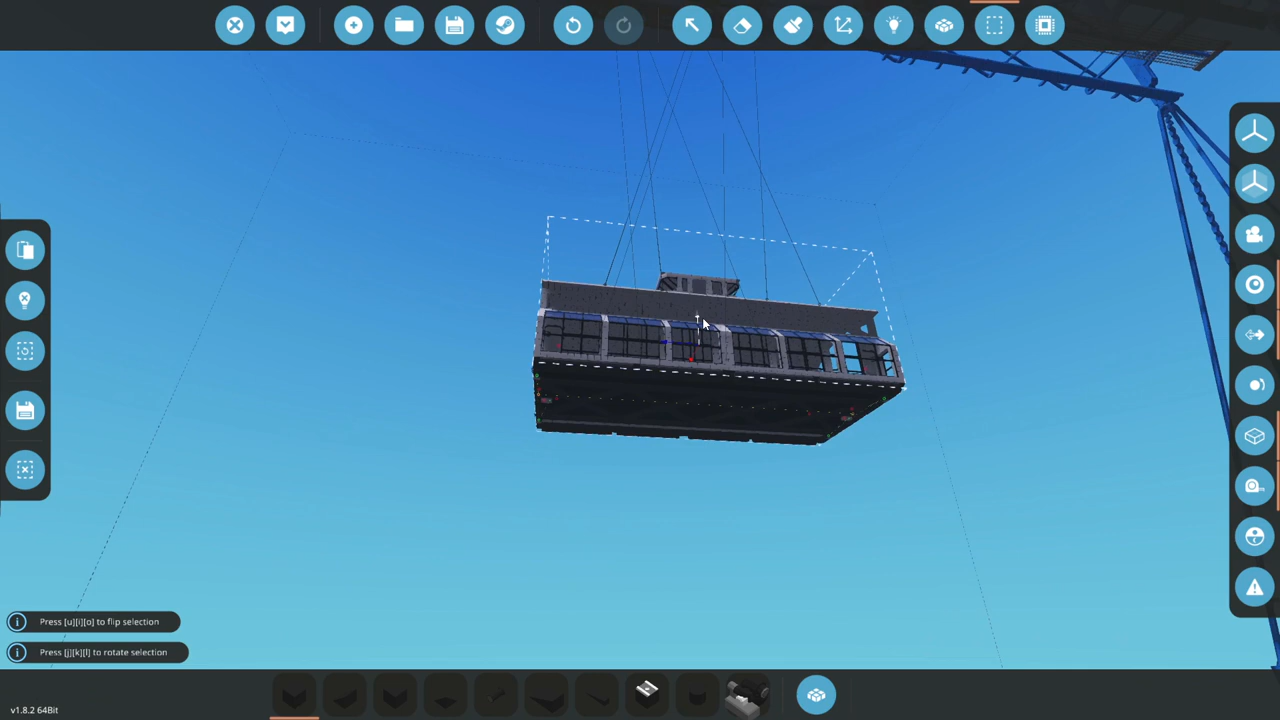 Press [u][i][o] to flip selection
Press [j][k][l] to rotate selection
v1.8.2 64Bit